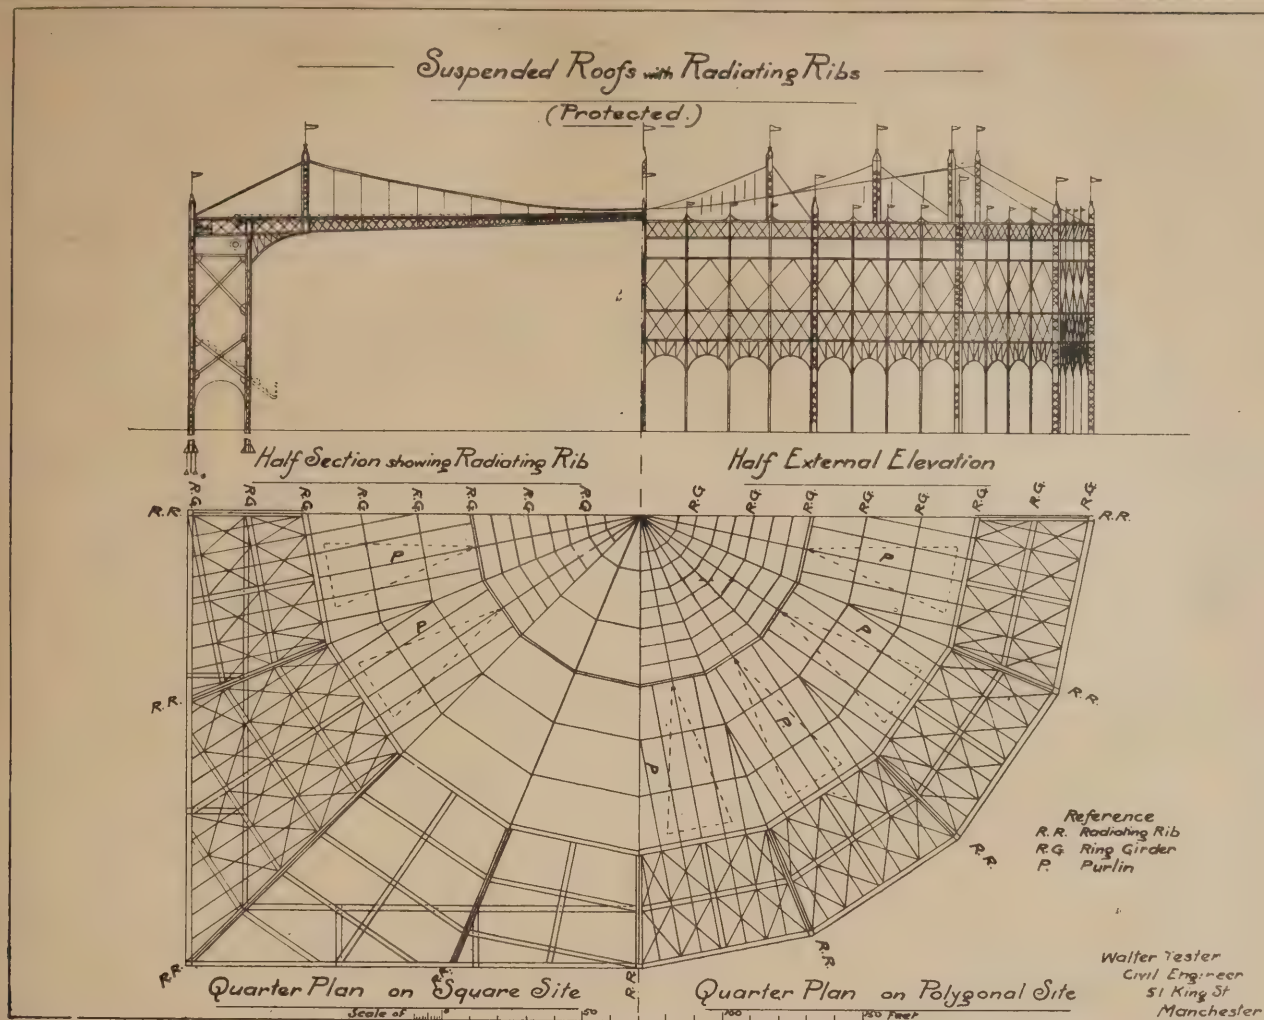 Suspended Roofs with Radiating Ribs
(Protected.)
Half Section showing Radiating Rib
Half External Elevation
R.G. R.G. R.G. R.G. R.G. R.G. R.G. R.G. R.G. R.G. R.G. R.G. R.G. R.G. R.G. R.G.
R.R. R.R.
P P
P P
R.R. R.R.
P P
Reference
R.R. Radiating Rib
R.G. Ring Girder
P. Purlin
R.R.
R.R.
R.R. R.R. R.R.
Quarter Plan on Square Site
Quarter Plan on Polygonal Site
Scale of 0 50 100 150 Feet
Walter Tester
Civil Engineer
51 King St
Manchester